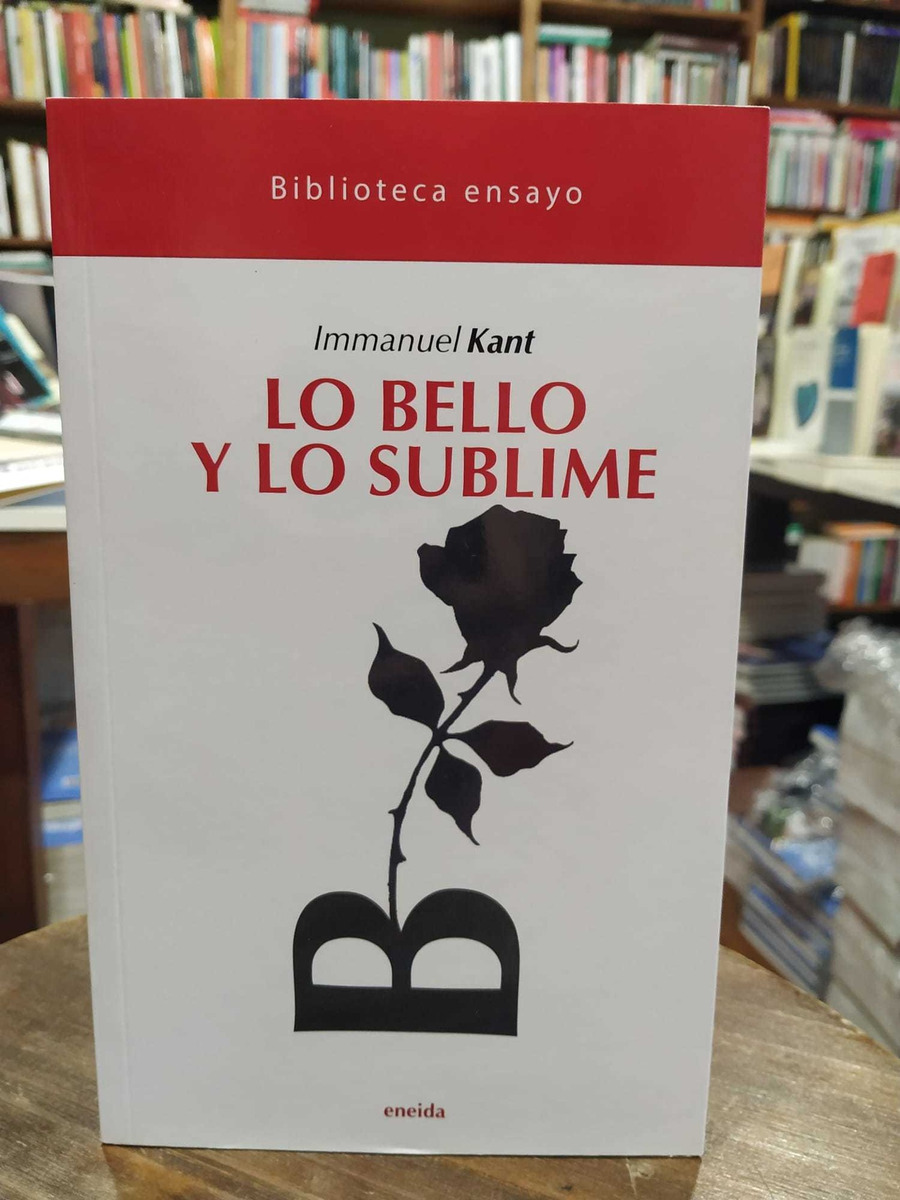 Biblioteca ensayo
Immanuel Kant
LO BELLO
Y LO SUBLIME
B
eneida